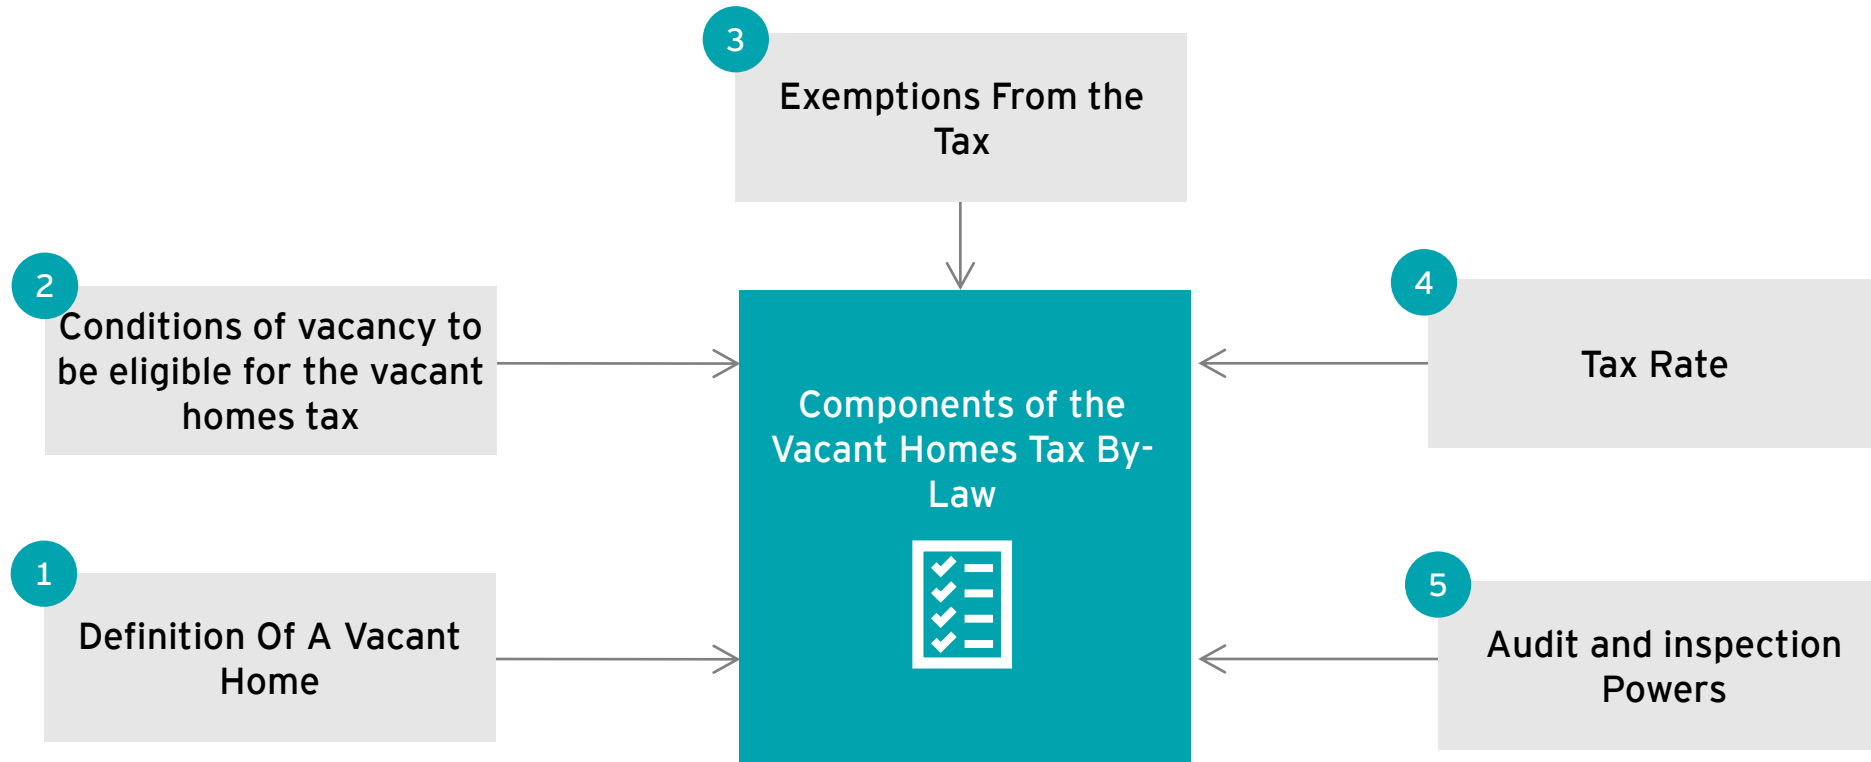 3
Exemptions From the
Tax
2
Conditions of vacancy to
be eligible for the vacant
homes tax
4
Tax Rate
Components of the
Vacant Homes Tax By-
Law
1
Definition Of A Vacant
Home
5
Audit and inspection
Powers